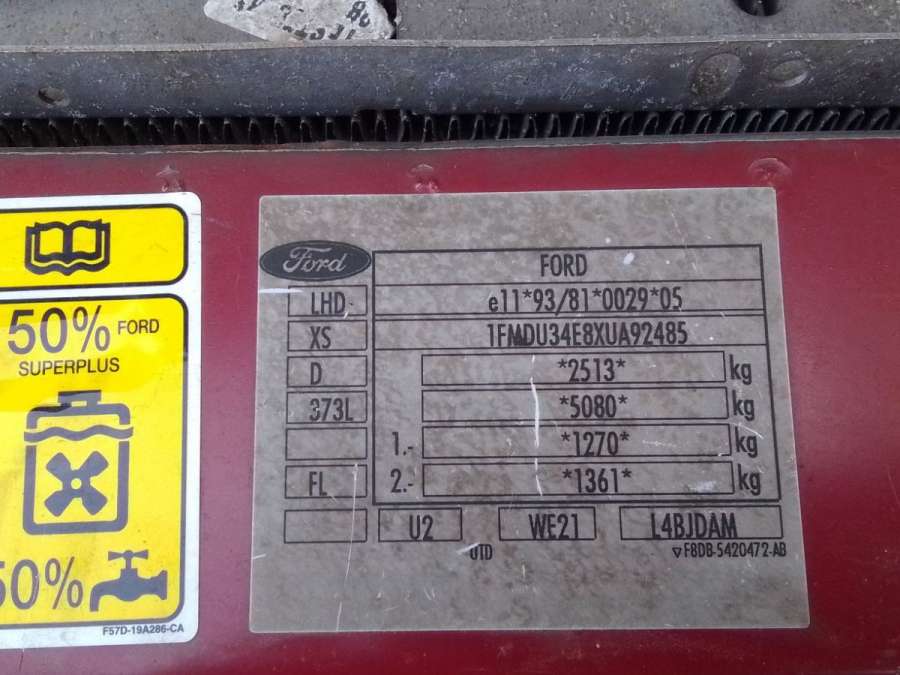 50% FORD
SUPERPLUS
50%
F57D-19A286-CA
Ford
FORD
LHD
e11*93/81*0029*05
XS
1FMDU34E8XUA92485
D
*2513* kg
373L
*5080* kg
1.- *1270* kg
FL
2.- *1361* kg
U2
WE21
L4BJDAM
UTD
F8DB-5420472-AB